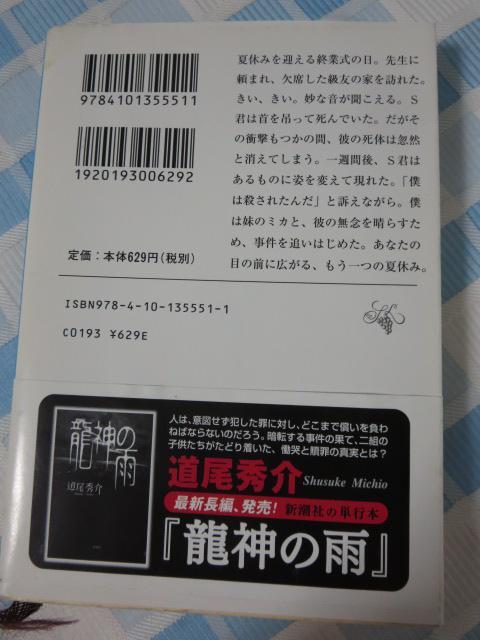 9784101355511
1920193006292
定価：本体629円(税別)
夏休みを迎える終業式の日。先生に
頼まれ、欠席した級友の家を訪れた。
きい、きい。妙な音が聞こえる。Ｓ
君は首を吊って死んでいた。だがそ
の衝撃もつかの間、彼の死体は忽然
と消えてしまう。一週間後、Ｓ君は
あるものに姿を変えて現れた。「僕
は殺されたんだ」と訴えながら。僕
は妹のミカと、彼の無念を晴らすた
め、事件を追いはじめた。あなたの
目の前に広がる、もう一つの夏休み。
ISBN978-4-10-135551-1
C0193 ¥629E
人は、意図せず犯した罪に対し、どこまで償いを負わ
ねばならないのだろう。暗転する事件の果て、二組の
子供たちがたどり着いた、慟哭と贖罪の真実とは？
道尾秀介 Shusuke Michio
最新長編、発売！ 新潮社の単行本
『龍神の雨』
龍神の雨
道尾秀介